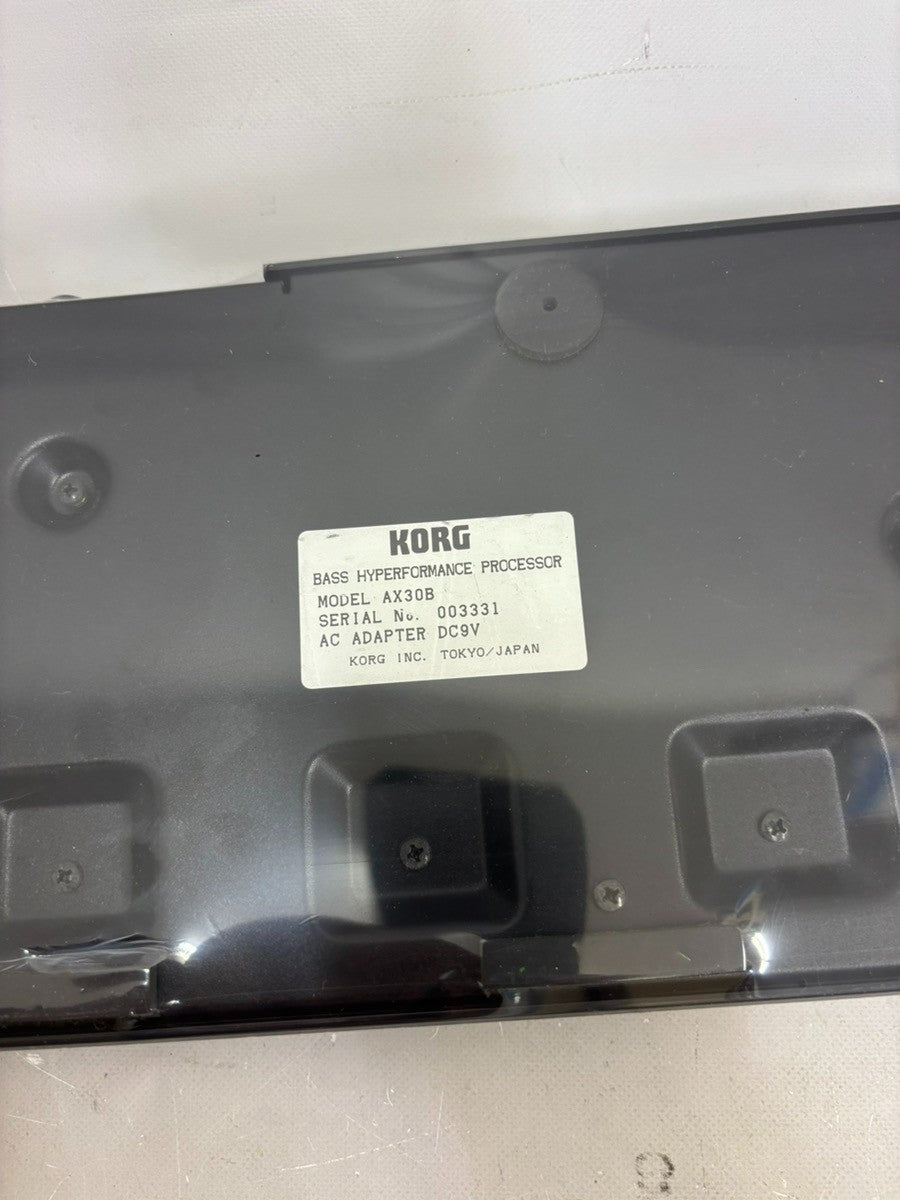 KORG
BASS HYPERFORMANCE PROCESSOR
MODEL AX30B
SERIAL No. 003331
AC ADAPTER DC9V
KORG INC. TOKYO/JAPAN